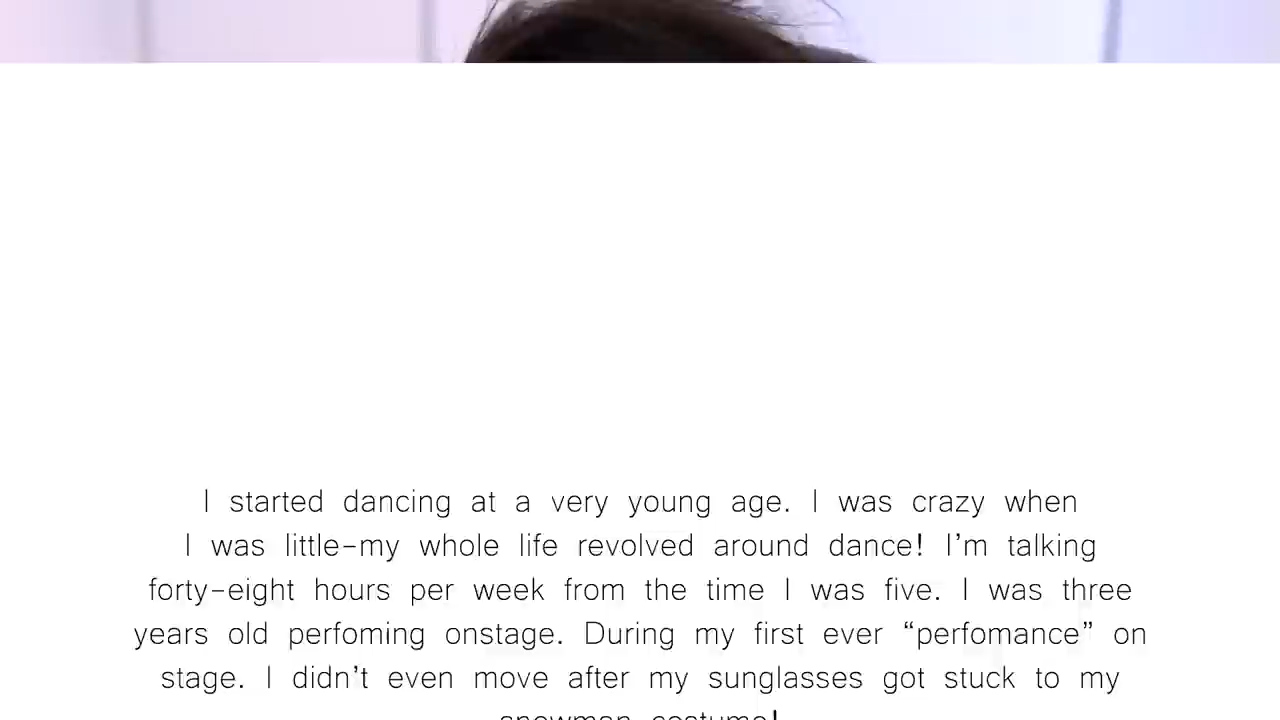 I started dancing at a very young age. I was crazy when
I was little-my whole life revolved around dance! I’m talking
forty-eight hours per week from the time I was five. I was three
years old perfoming onstage. During my first ever “perfomance” on
stage. I didn’t even move after my sunglasses got stuck to my
snowman costume!